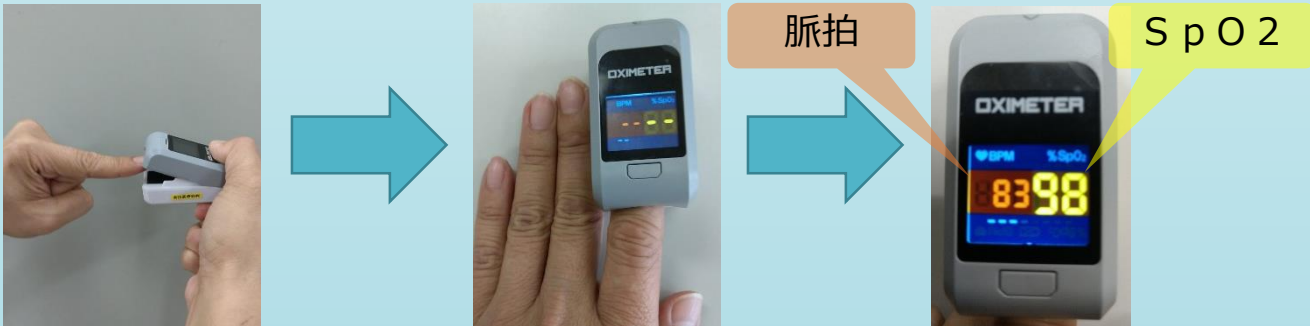 OXIMETER
BPM %SpO₂
-- --
脈拍
ＳｐＯ２
OXIMETER
♥BPM %SpO₂
83 98